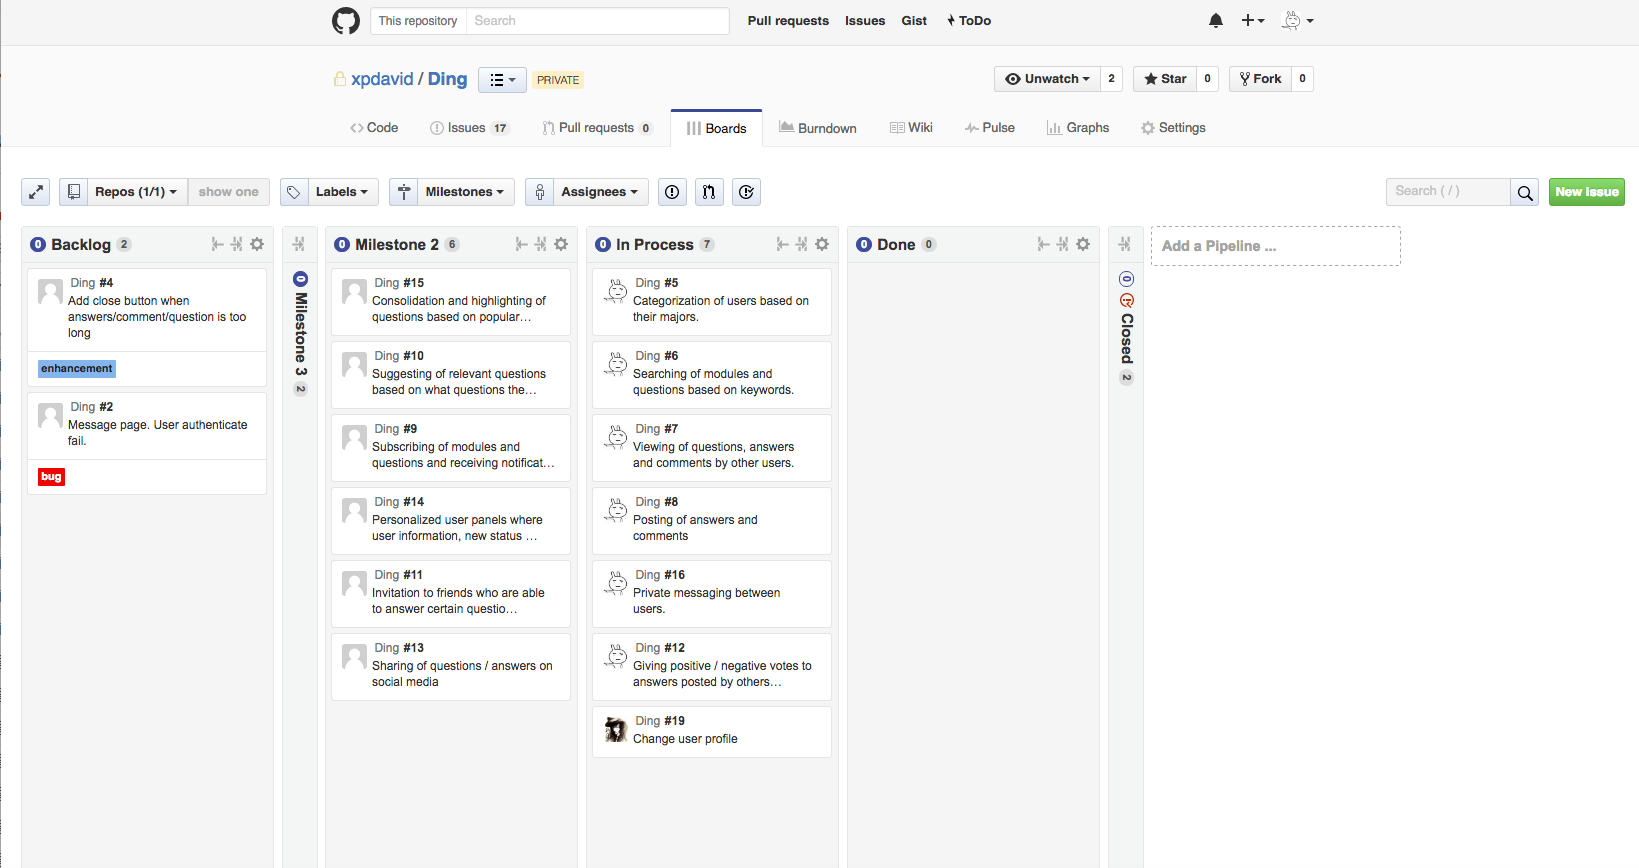 This repository Search Pull requests Issues Gist ToDo
xpdavid / Ding PRIVATE Unwatch 2 Star 0 Fork 0
Code Issues 17 Pull requests 0 Boards Burndown Wiki Pulse Graphs Settings
Repos (1/1) show one Labels Milestones Assignees Search ( / ) New issue
0 Backlog 2
Ding #4
Add close button when
answers/comment/question is too
long
enhancement
Ding #2
Message page. User authenticate
fail.
bug
0 Milestone 3 2
0 Milestone 2 6
Ding #15
Consolidation and highlighting of
questions based on popular…
Ding #10
Suggesting of relevant questions
based on what questions the…
Ding #9
Subscribing of modules and
questions and receiving notificat…
Ding #14
Personalized user panels where
user information, new status …
Ding #11
Invitation to friends who are able
to answer certain questio…
Ding #13
Sharing of questions / answers on
social media
0 In Process 7
Ding #5
Categorization of users based on
their majors.
Ding #6
Searching of modules and
questions based on keywords.
Ding #7
Viewing of questions, answers
and comments by other users.
Ding #8
Posting of answers and
comments
Ding #16
Private messaging between
users.
Ding #12
Giving positive / negative votes to
answers posted by others…
Ding #19
Change user profile
0 Done 0
0 Closed 2
Add a Pipeline ...